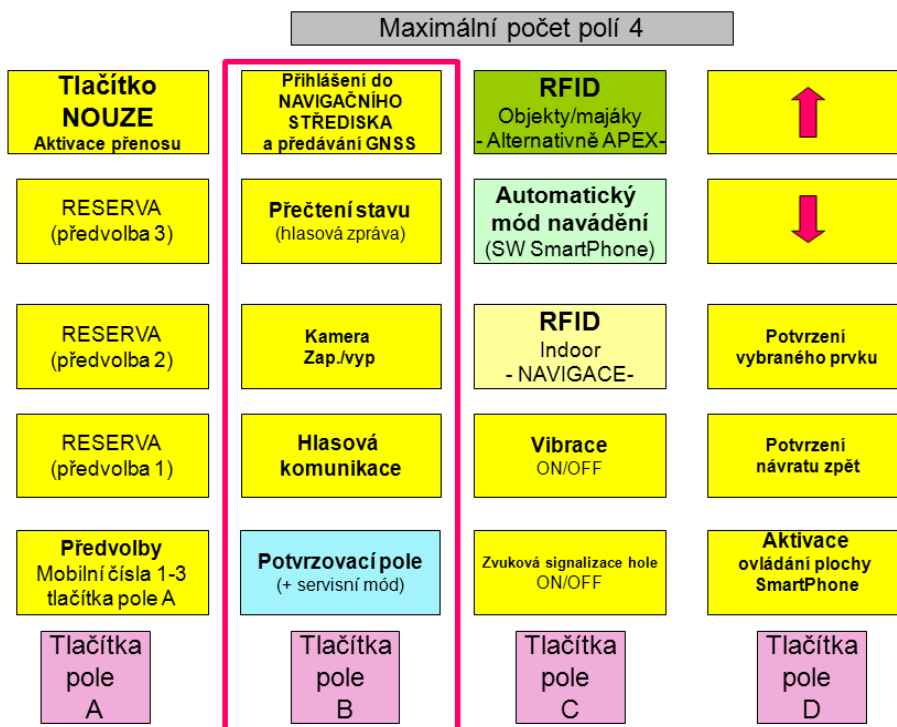 Maximální počet polí 4
Tlačítko
NOUZE
Aktivace přenosu
Přihlášení do
NAVIGAČNÍHO
STŘEDISKA
a předávání GNSS
RFID
Objekty/majáky
- Alternativně APEX-
RESERVA
(předvolba 3)
Přečtení stavu
(hlasová zpráva)
Automatický
mód navádění
(SW SmartPhone)
RESERVA
(předvolba 2)
Kamera
Zap./vyp
RFID
Indoor
- NAVIGACE-
Potvrzení
vybraného prvku
RESERVA
(předvolba 1)
Hlasová
komunikace
Vibrace
ON/OFF
Potvrzení
návratu zpět
Předvolby
Mobilní čísla 1-3
tlačítka pole A
Potvrzovací pole
(+ servisní mód)
Zvuková signalizace hole
ON/OFF
Aktivace
ovládání plochy
SmartPhone
Tlačítka
pole
A
Tlačítka
pole
B
Tlačítka
pole
C
Tlačítka
pole
D